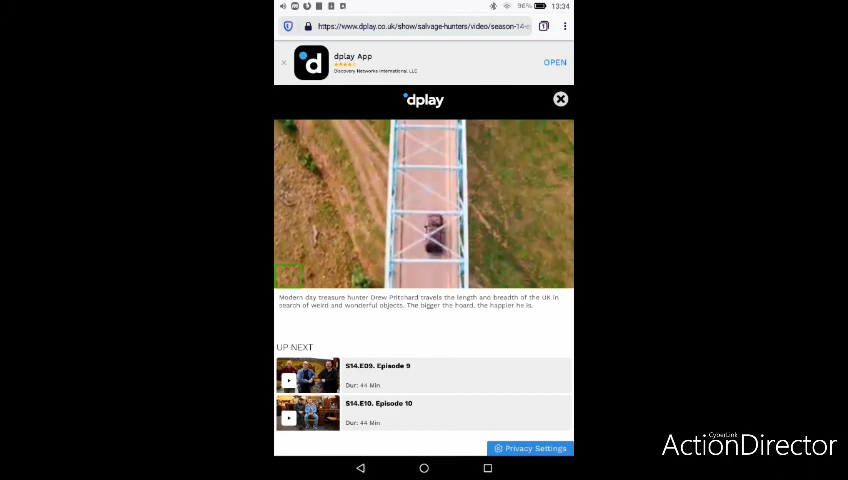 96% 13:34
https://www.dplay.co.uk/show/salvage-hunters/video/season-14-e
1
dplay App
Discovery Networks International, LLC
OPEN
d
dplay
Modern day treasure hunter Drew Pritchard travels the length and breadth of the UK in
search of weird and wonderful objects. The bigger the hoard, the happier he is.
UP NEXT
S14.E09. Episode 9
Dur: 44 Min
S14.E10. Episode 10
Dur: 44 Min
Privacy Settings
CyberLink
ActionDirector